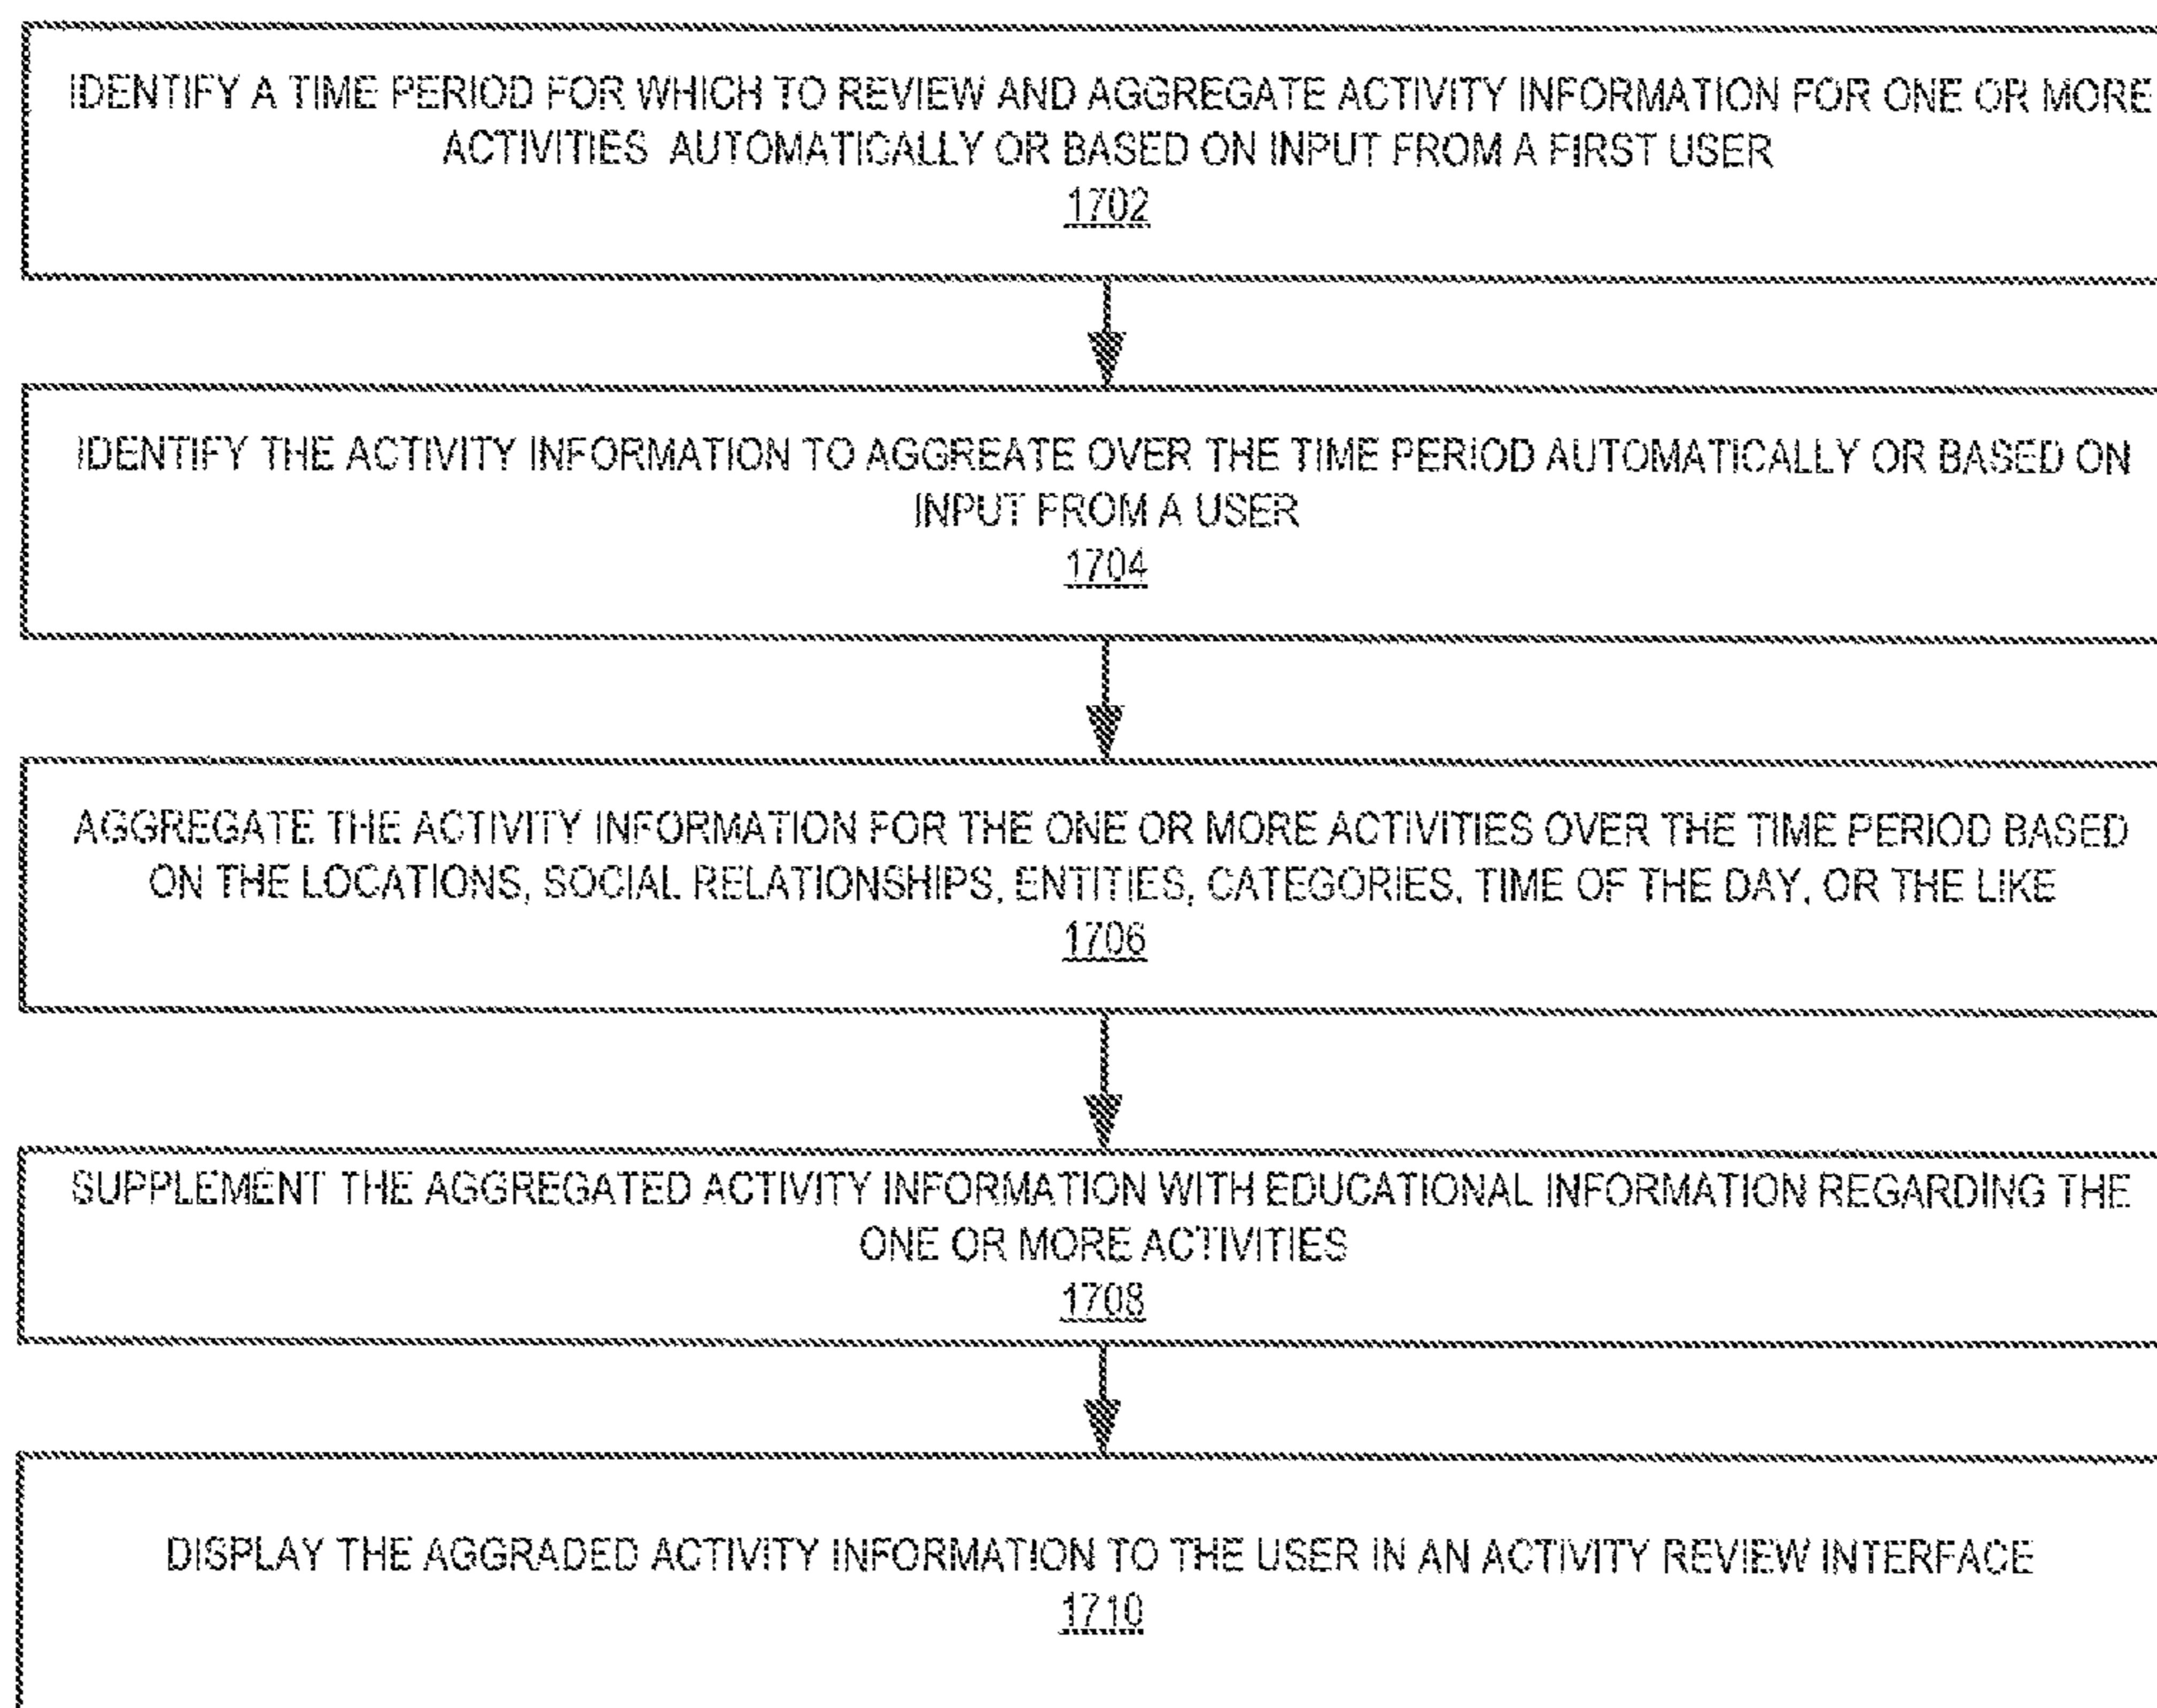 IDENTIFY A TIME PERIOD FOR WHICH TO REVIEW AND AGGREGATE ACTIVITY INFORMATION FOR ONE OR MORE
ACTIVITIES AUTOMATICALLY OR BASED ON INPUT FROM A FIRST USER
1702
IDENTIFY THE ACTIVITY INFORMATION TO AGGREATE OVER THE TIME PERIOD AUTOMATICALLY OR BASED ON
INPUT FROM A USER
1704
AGGREGATE THE ACTIVITY INFORMATION FOR THE ONE OR MORE ACTIVITIES OVER THE TIME PERIOD BASED
ON THE LOCATIONS, SOCIAL RELATIONSHIPS, ENTITIES, CATEGORIES, TIME OF THE DAY, OR THE LIKE
1706
SUPPLEMENT THE AGGREGATED ACTIVITY INFORMATION WITH EDUCATIONAL INFORMATION REGARDING THE
ONE OR MORE ACTIVITIES
1708
DISPLAY THE AGGRADED ACTIVITY INFORMATION TO THE USER IN AN ACTIVITY REVIEW INTERFACE
1710